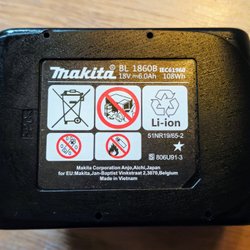 makita
BL 1860B IEC61960
18V⎓6.0Ah 108Wh
Li-ion
51NR19/65-2
S 806U91-3
Makita Corporation Anjo, Aichi, Japan
for EU: Makita, Jan-Baptist Vinkstraat 2,3070, Belgium
Made in Vietnam